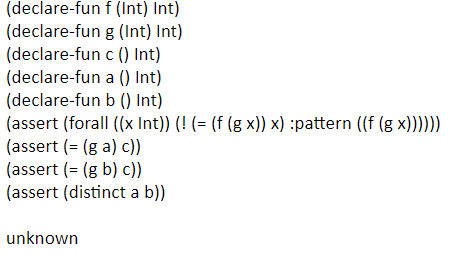 (declare-fun f (Int) Int)
(declare-fun g (Int) Int)
(declare-fun c () Int)
(declare-fun a () Int)
(declare-fun b () Int)
(assert (forall ((x Int)) (! (= (f (g x)) x) :pattern ((f (g x))))))
(assert (= (g a) c))
(assert (= (g b) c))
(assert (distinct a b))
unknown